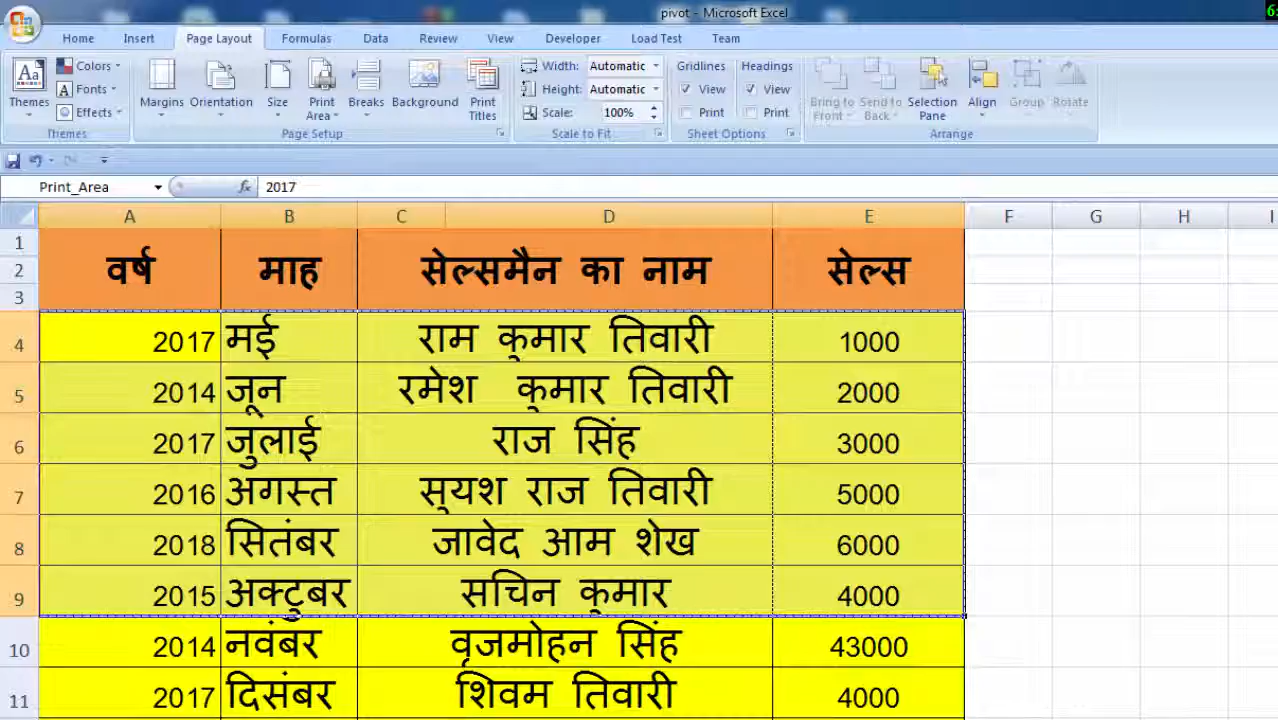 pivot - Microsoft Excel
6:
Home Insert Page Layout Formulas Data Review View Developer Load Test Team
Colors Width: Automatic Gridlines Headings
Fonts Height: Automatic View View
Effects Scale: 100% Print Print
Themes Margins Orientation Size Print Area Breaks Background Print Titles Bring to Front Send to Back Selection Pane Align Group Rotate
Themes Page Setup Scale to Fit Sheet Options Arrange
Print_Area fx 2017
A B C D E F G H I
1
2 वर्ष माह सेल्समैन का नाम सेल्स
3
4 2017 मई राम कुमार तिवारी 1000
5 2014 जून रमेश कुमार तिवारी 2000
6 2017 जुलाई राज सिंह 3000
7 2016 अगस्त सुयश राज तिवारी 5000
8 2018 सितंबर जावेद आम शेख 6000
9 2015 अक्टुबर सचिन कुमार 4000
10 2014 नवंबर वृजमोहन सिंह 43000
11 2017 दिसंबर शिवम तिवारी 4000